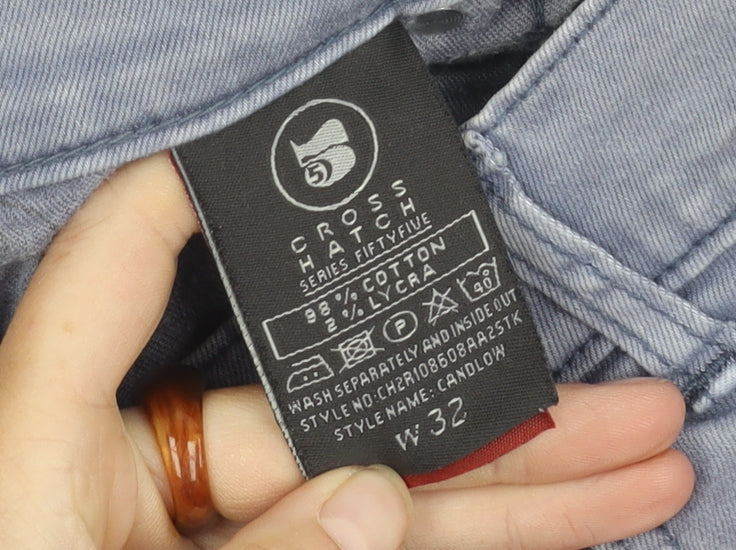 5
CROSS
HATCH
SERIES FIFTYFIVE
98% COTTON
2% LYCRA
P 40
WASH SEPARATELY AND INSIDE OUT
STYLE NO:CH2R108608AA25TK
STYLE NAME: CANDLOW
W 32